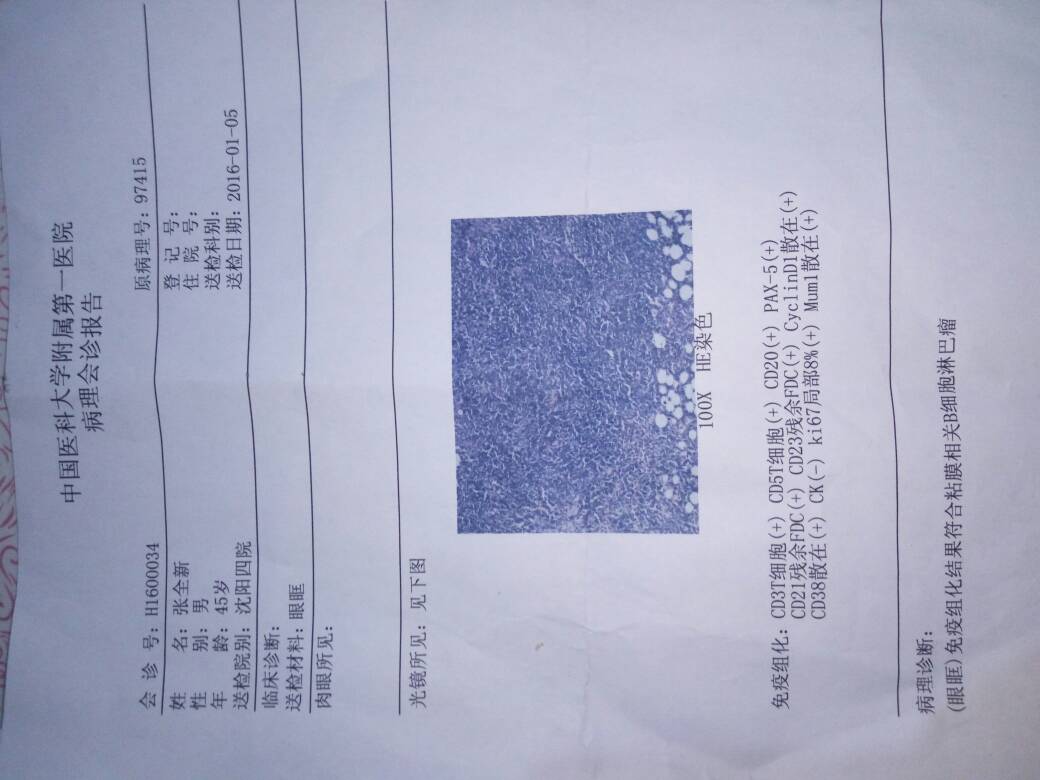 中国医科大学附属第一医院
病理会诊报告
会 诊 号: H1600034 原病理号: 97415
姓 名: 张全新 登 记 号:
性 别: 男 住 院 号:
年 龄: 45岁 送检科别:
送检院别: 沈阳四院 送检日期: 2016-01-05
临床诊断:
送检材料: 眼眶
肉眼所见:
光镜所见: 见下图
100X HE染色
免疫组化: CD3T细胞(+) CD5T细胞(+) CD20(+) PAX-5(+)
CD21残余FDC(+) CD23残余FDC(+) CyclinD1散在(+)
CD38散在(+) CK(-) ki67局部8%(+) Mum1散在(+)
病理诊断:
(眼眶)免疫组化结果符合粘膜相关B细胞淋巴瘤